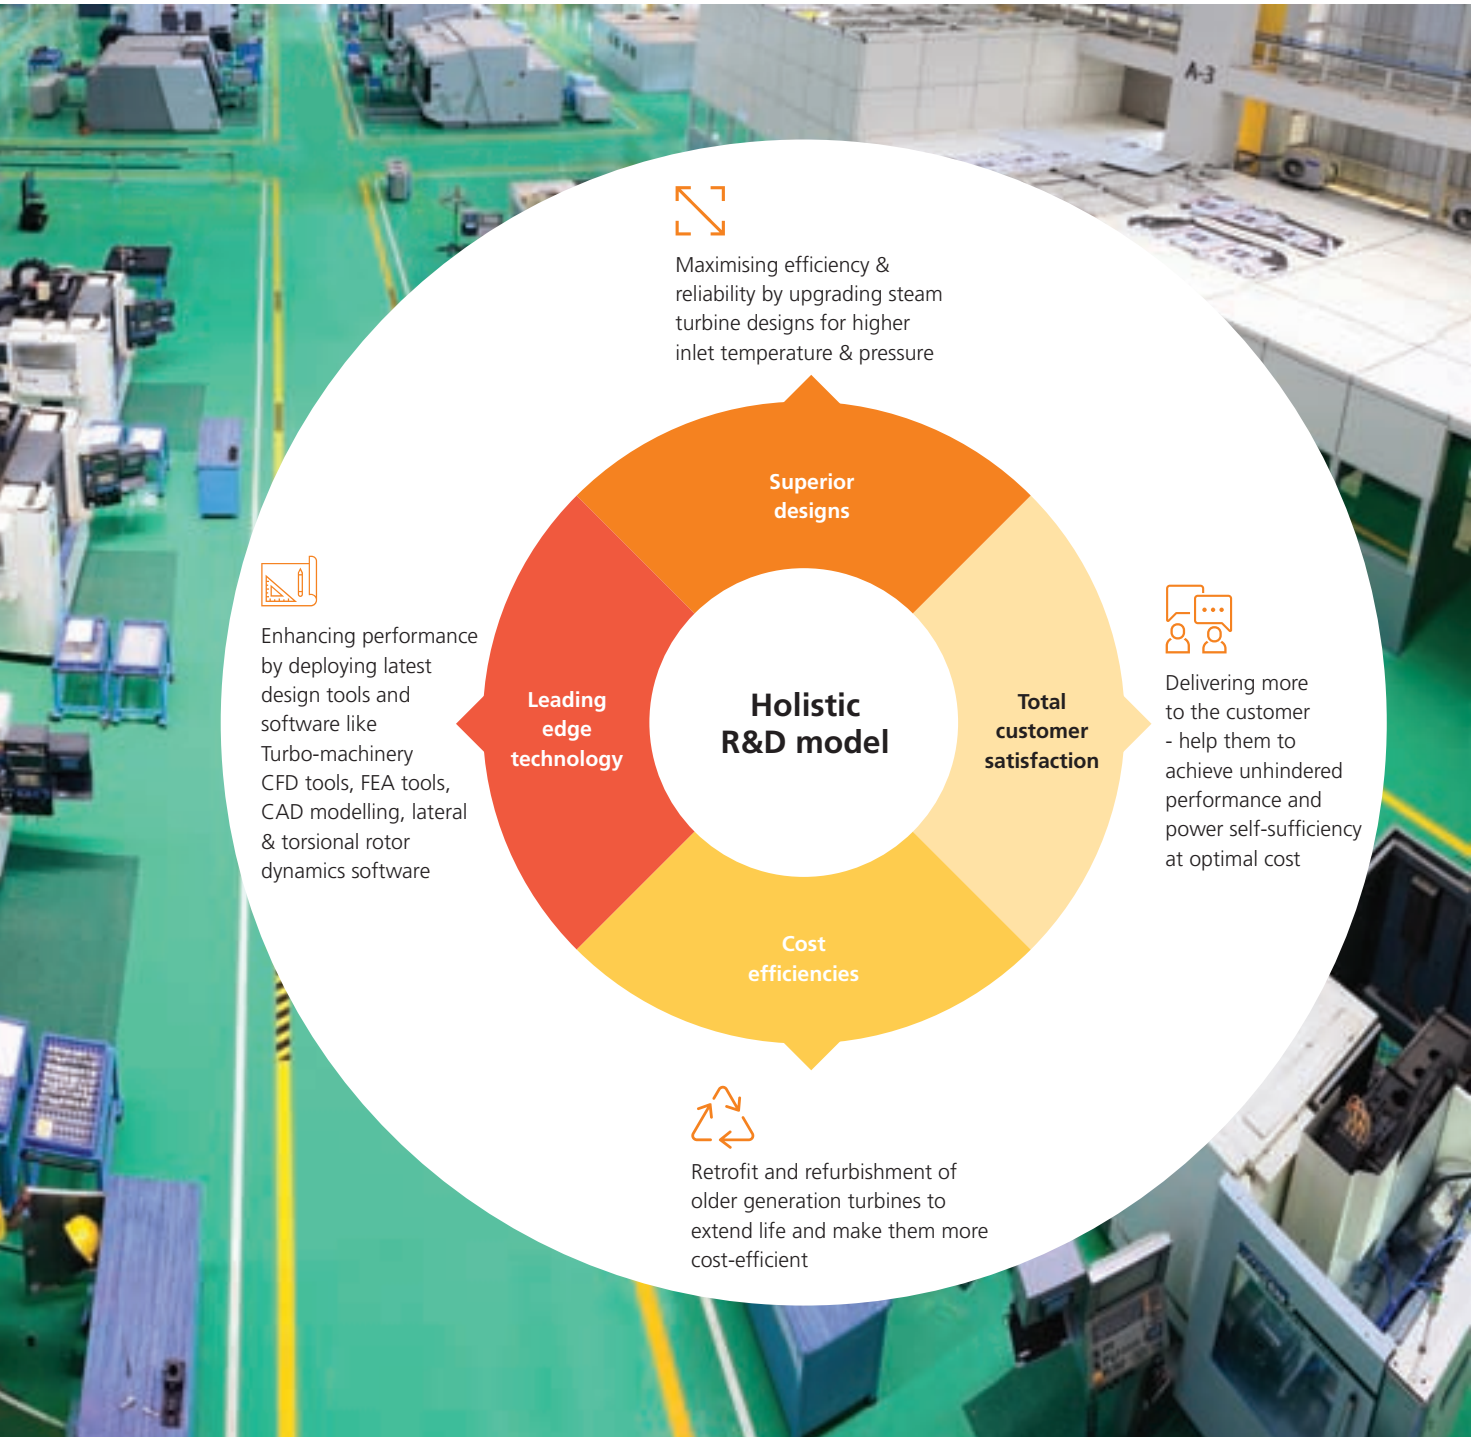 A-3
Maximising efficiency &
reliability by upgrading steam
turbine designs for higher
inlet temperature & pressure
Superior
designs
Enhancing performance
by deploying latest
design tools and
software like
Turbo-machinery
CFD tools, FEA tools,
CAD modelling, lateral
& torsional rotor
dynamics software
Leading
edge
technology
Holistic
R&D model
Total
customer
satisfaction
Delivering more
to the customer
- help them to
achieve unhindered
performance and
power self-sufficiency
at optimal cost
Cost
efficiencies
Retrofit and refurbishment of
older generation turbines to
extend life and make them more
cost-efficient